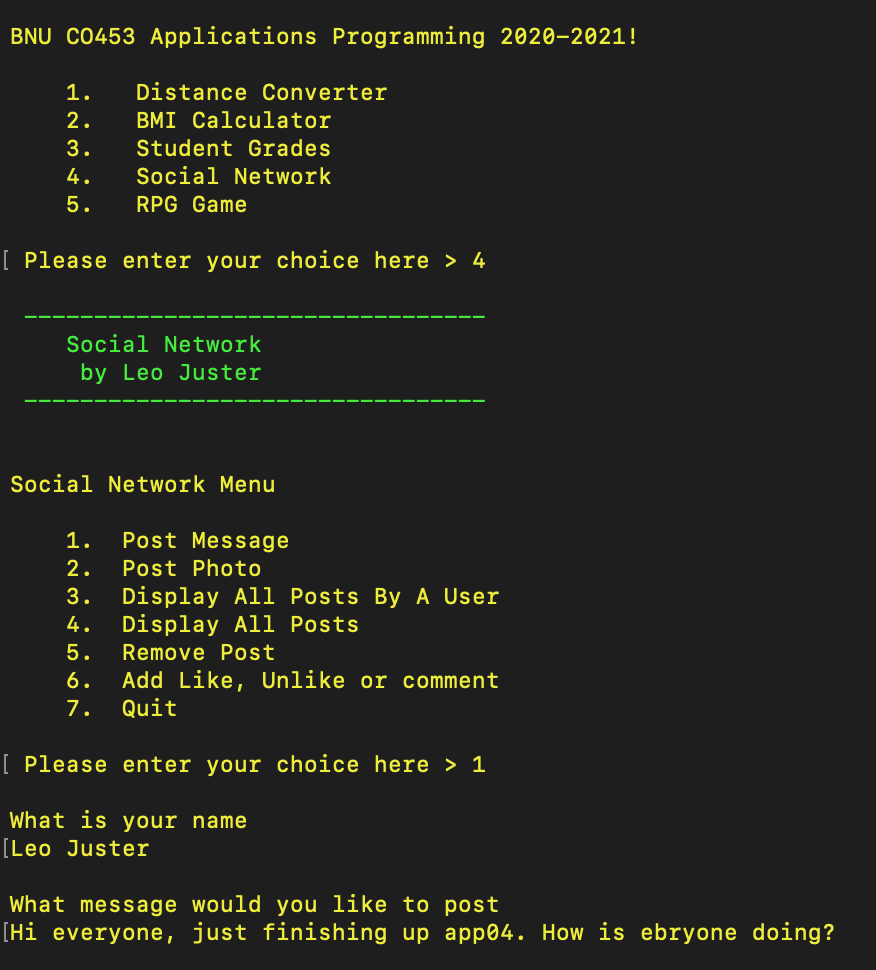 BNU CO453 Applications Programming 2020-2021!
1. Distance Converter
2. BMI Calculator
3. Student Grades
4. Social Network
5. RPG Game
[ Please enter your choice here > 4
---------------------------------
Social Network
by Leo Juster
---------------------------------
Social Network Menu
1. Post Message
2. Post Photo
3. Display All Posts By A User
4. Display All Posts
5. Remove Post
6. Add Like, Unlike or comment
7. Quit
[ Please enter your choice here > 1
What is your name
[Leo Juster
What message would you like to post
[Hi everyone, just finishing up app04. How is ebryone doing?